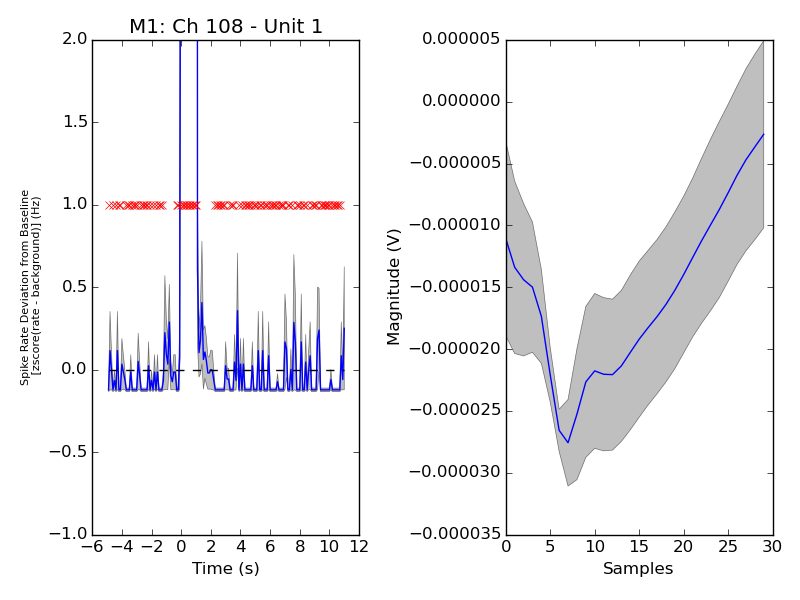 M1: Ch 108 - Unit 1
Spike Rate Deviation from Baseline
[zscore(rate - background)] (Hz)
2.0
1.5
1.0
0.5
0.0
−0.5
−1.0
−6 −4 −2 0 2 4 6 8 10 12
Time (s)
Magnitude (V)
0.000005
0.000000
−0.000005
−0.000010
−0.000015
−0.000020
−0.000025
−0.000030
−0.000035
0 5 10 15 20 25 30
Samples